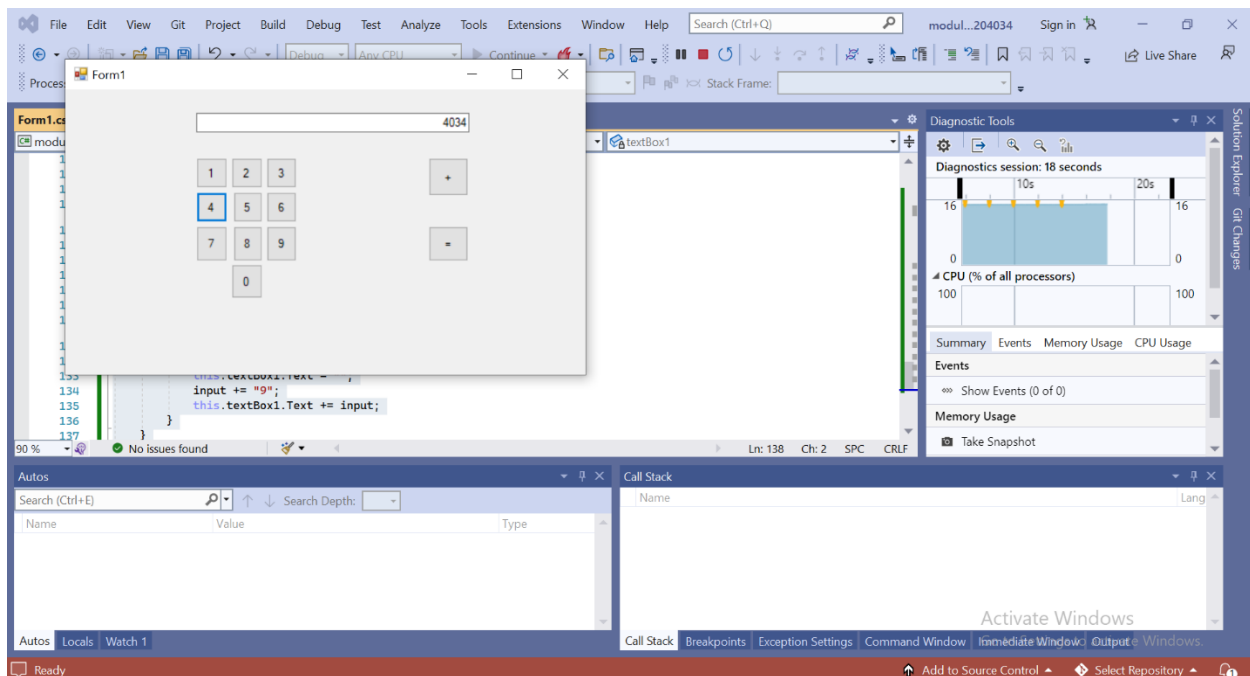 File Edit View Git Project Build Debug Test Analyze Tools Extensions Window Help Search (Ctrl+Q) modul...204034 Sign in
Debug Any CPU Continue Live Share
Proces Stack Frame:
Form1
Form1.cs
modu textBox1
4034
1 2 3 +
4 5 6
7 8 9 =
0
133 this.textBox1.Text = "";
134 input += "9";
135 this.textBox1.Text += input;
136 }
137 }
90 % No issues found Ln: 138 Ch: 2 SPC CRLF
Diagnostic Tools
Diagnostics session: 18 seconds
10s 20s
16 16
0 0
CPU (% of all processors)
100 100
Summary Events Memory Usage CPU Usage
Events
Show Events (0 of 0)
Memory Usage
Take Snapshot
Solution Explorer
Git Changes
Autos
Search (Ctrl+E) Search Depth:
Name Value Type
Autos Locals Watch 1
Call Stack
Name Lang
Activate Windows
Call Stack Breakpoints Exception Settings Command Window Immediate Window Output
Ready Add to Source Control Select Repository 1